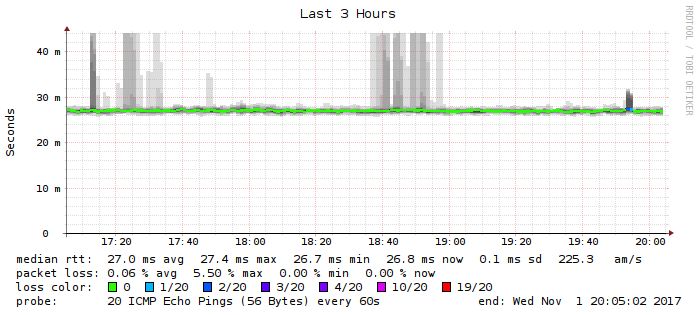 Last 3 Hours
RRDTOOL / TOBI OETIKER
Seconds
40 m
30 m
20 m
10 m
0
17:20 17:40 18:00 18:20 18:40 19:00 19:20 19:40 20:00
median rtt: 27.0 ms avg 27.4 ms max 26.7 ms min 26.8 ms now 0.1 ms sd 225.3 am/s
packet loss: 0.06 % avg 5.50 % max 0.00 % min 0.00 % now
loss color: 0 1/20 2/20 3/20 4/20 10/20 19/20
probe: 20 ICMP Echo Pings (56 Bytes) every 60s end: Wed Nov 1 20:05:02 2017